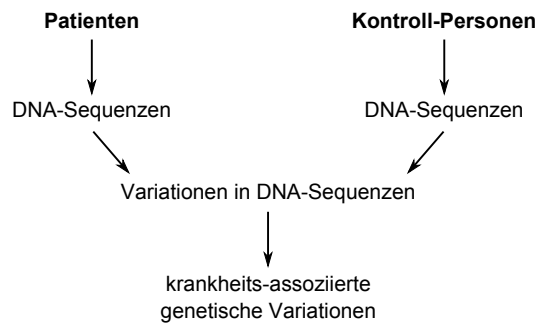 Patienten
Kontroll-Personen
DNA-Sequenzen
DNA-Sequenzen
Variationen in DNA-Sequenzen
krankheits-assoziierte
genetische Variationen